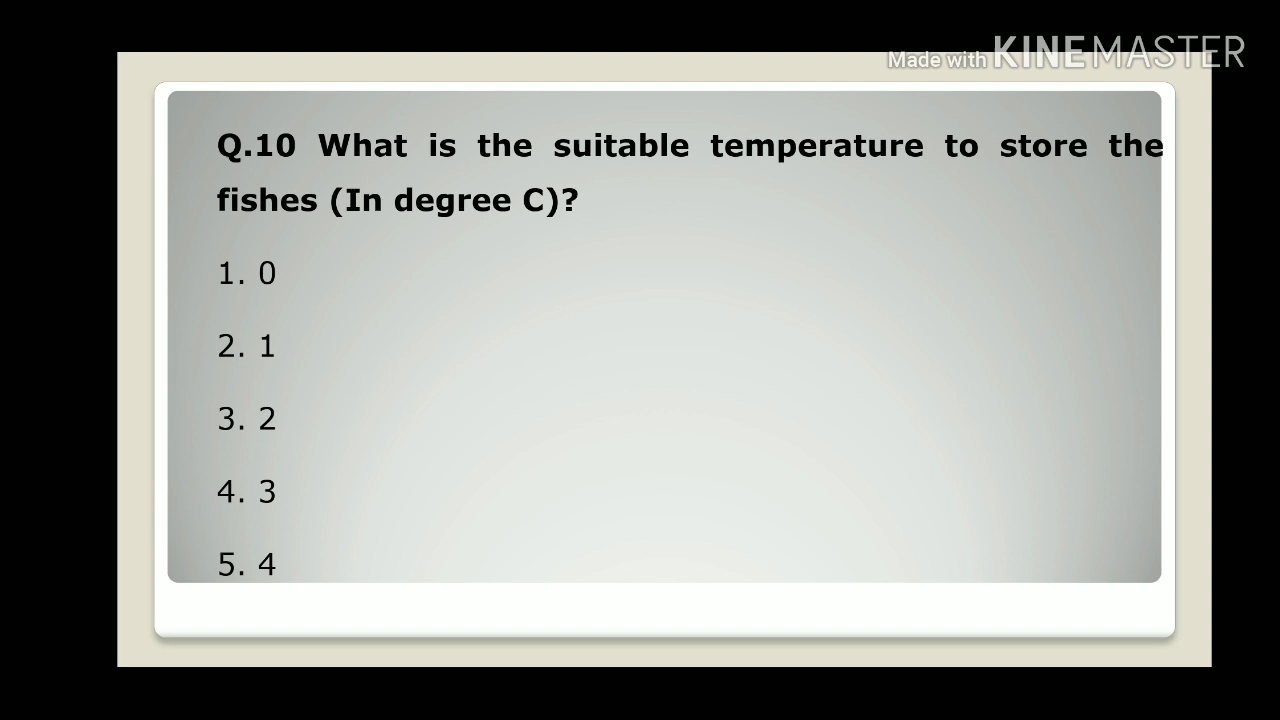 Made with KINEMASTER
Q.10 What is the suitable temperature to store the
fishes (In degree C)?
1. 0
2. 1
3. 2
4. 3
5. 4